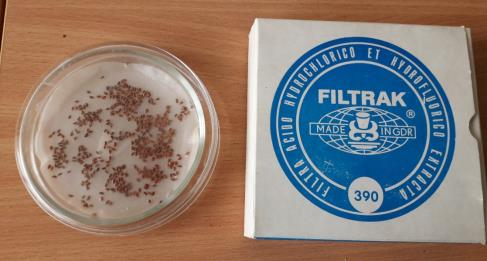 FILTRA ACIDO HYDROCHLORICO ET HYDROFLUORICO EXTRACTA
FILTRAK
®
MADE IN GDR
390